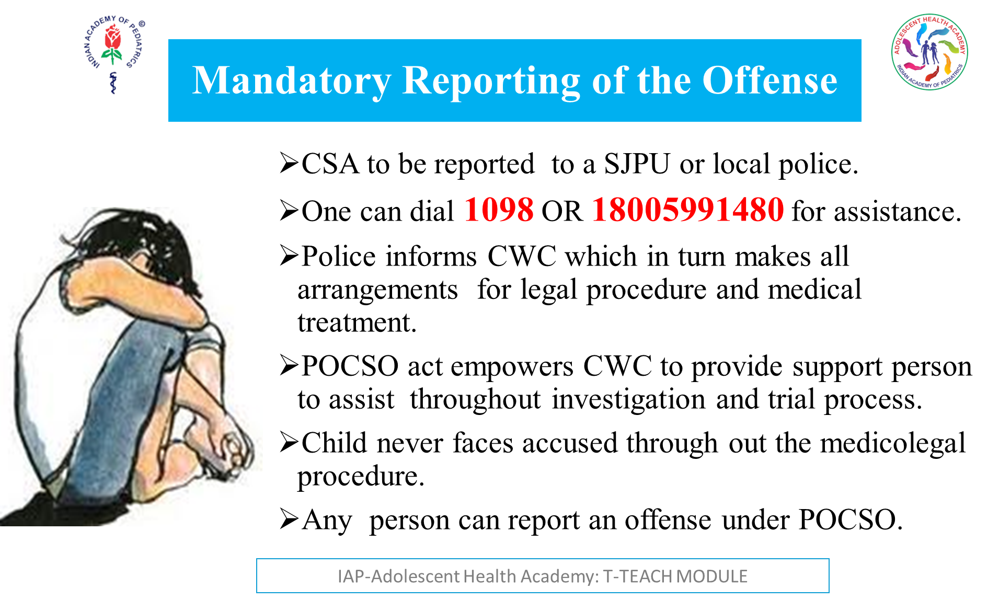 INDIAN ACADEMY OF PEDIATRICS ©
ADOLESCENT HEALTH ACADEMY
INDIAN ACADEMY OF PEDIATRICS
Mandatory Reporting of the Offense
➢CSA to be reported to a SJPU or local police.
➢One can dial 1098 OR 18005991480 for assistance.
➢Police informs CWC which in turn makes all
arrangements for legal procedure and medical
treatment.
➢POCSO act empowers CWC to provide support person
to assist throughout investigation and trial process.
➢Child never faces accused through out the medicolegal
procedure.
➢Any person can report an offense under POCSO.
IAP-Adolescent Health Academy: T-TEACH MODULE